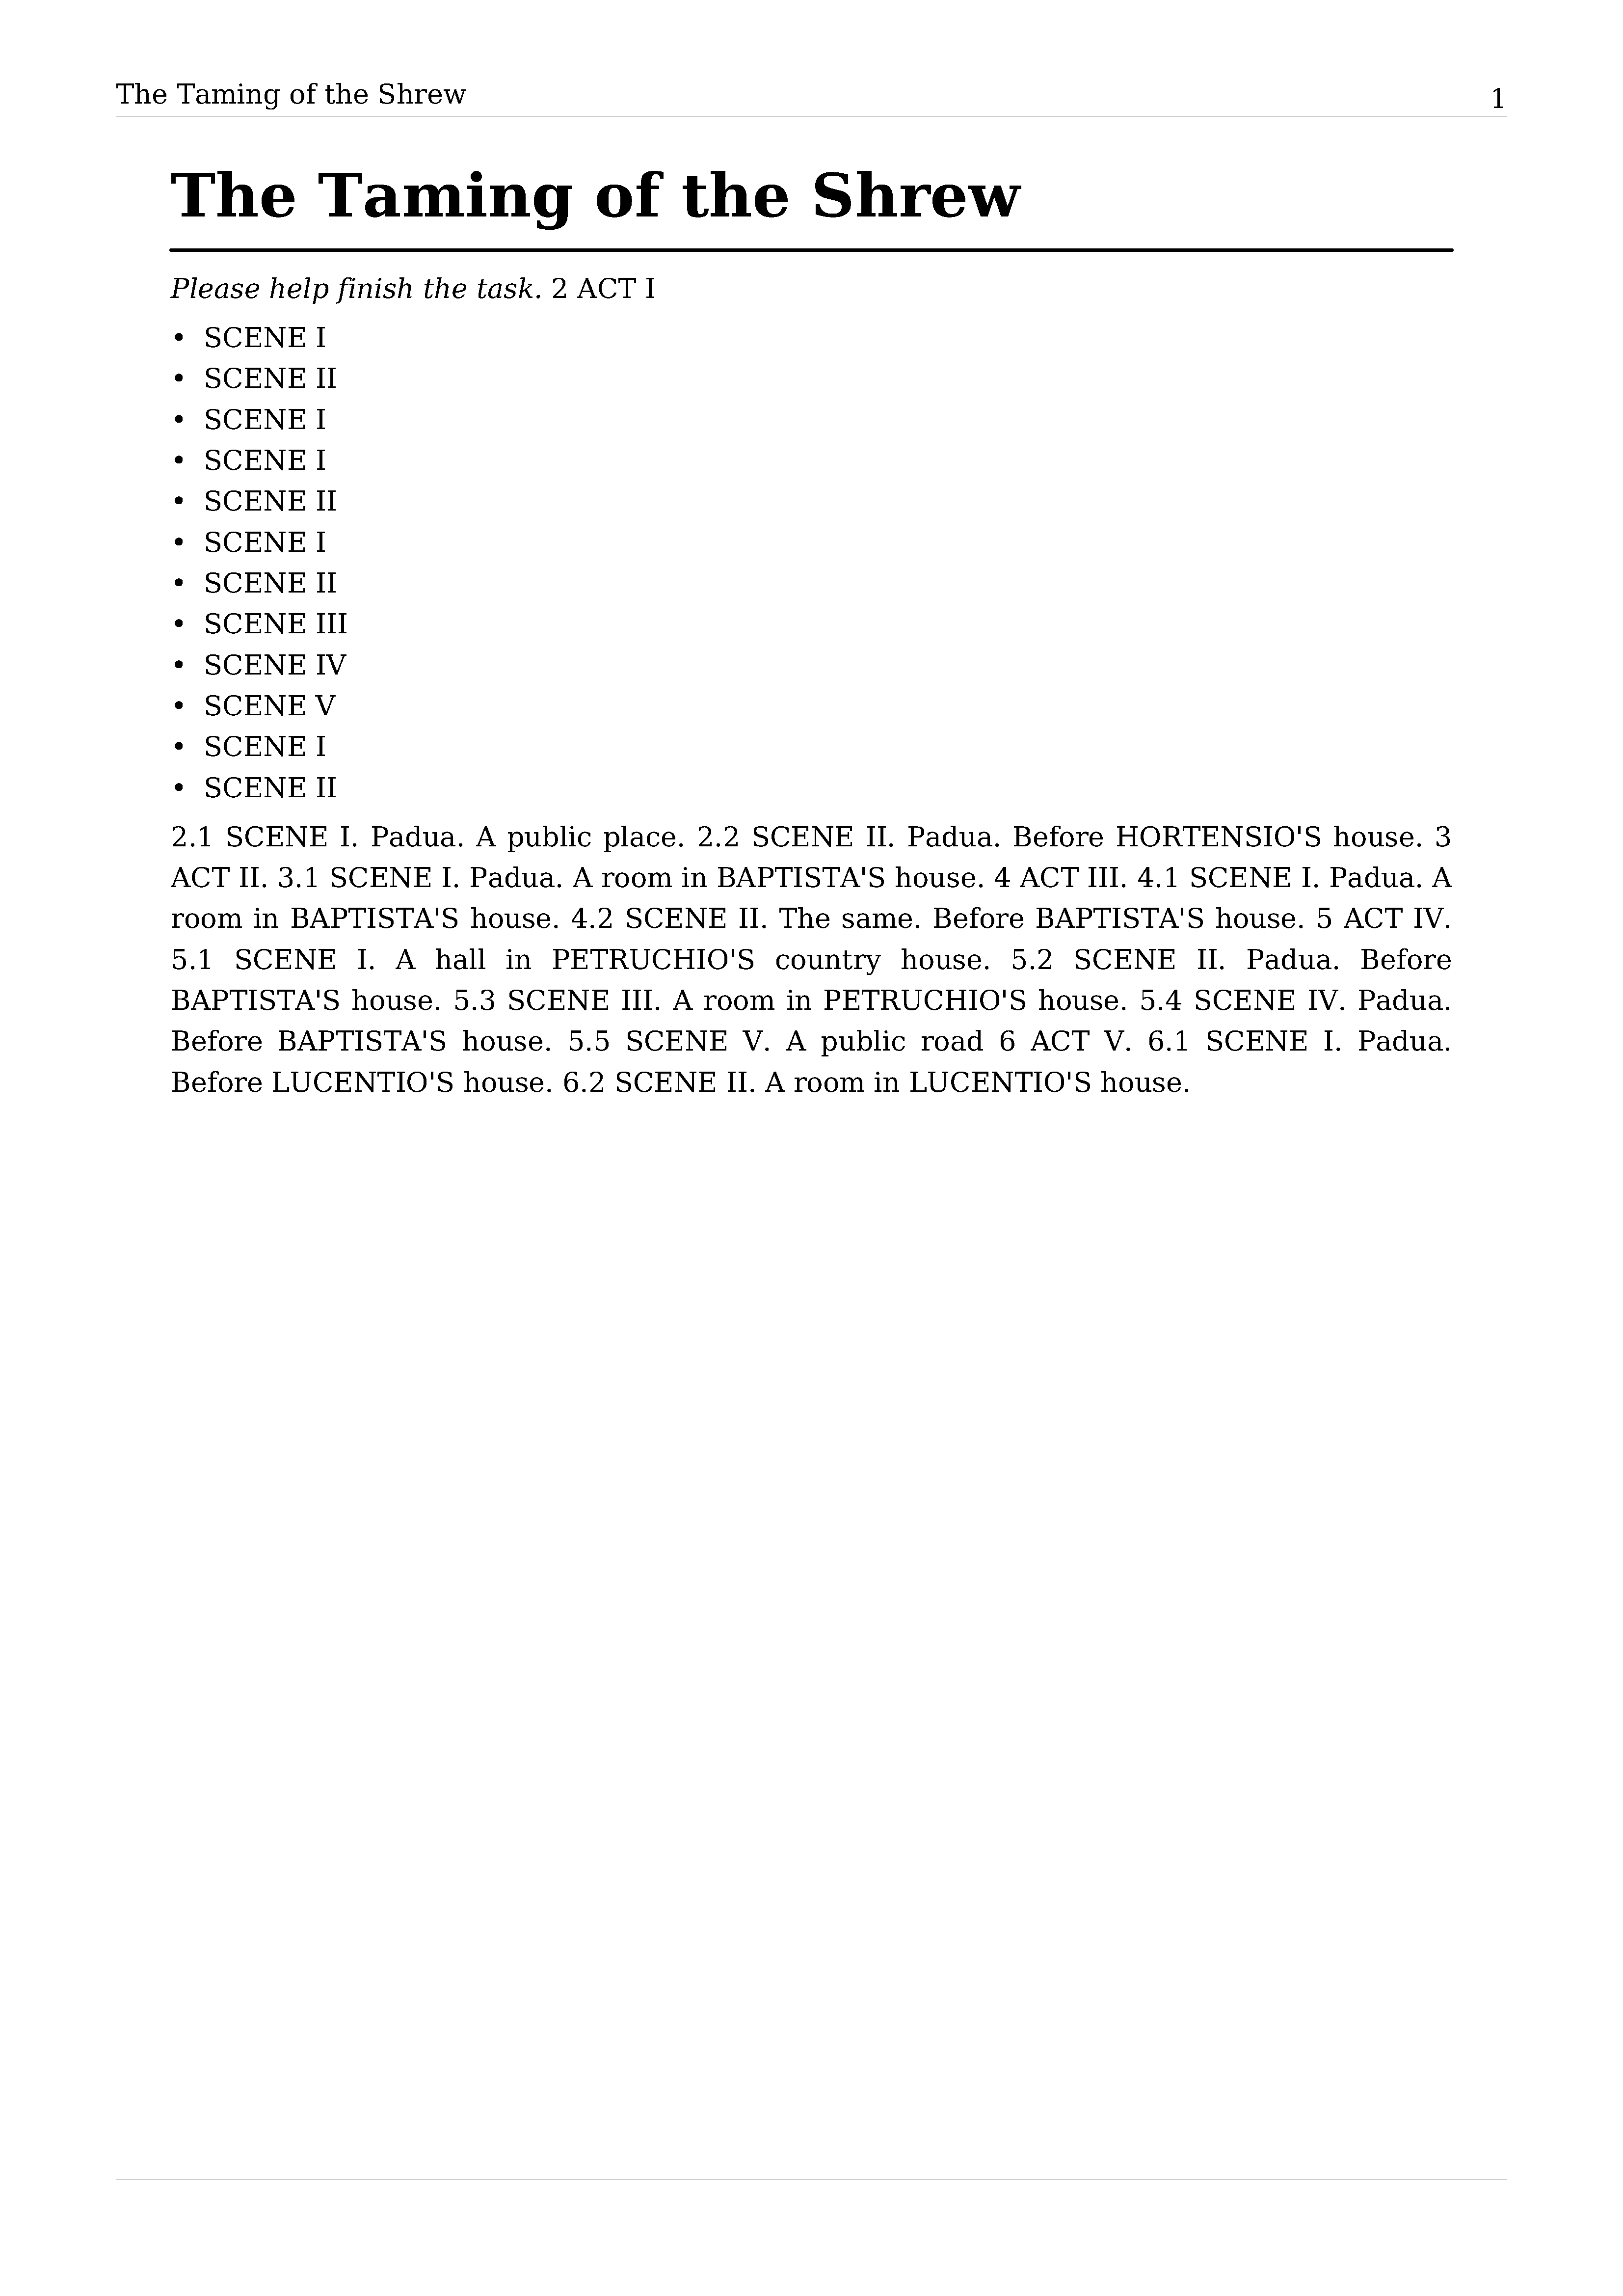 The Taming of the Shrew
1
The Taming of the Shrew
Please help finish the task. 2 ACT I
• SCENE I
• SCENE II
• SCENE I
• SCENE I
• SCENE II
• SCENE I
• SCENE II
• SCENE III
• SCENE IV
• SCENE V
• SCENE I
• SCENE II
2.1 SCENE I. Padua. A public place. 2.2 SCENE II. Padua. Before HORTENSIO'S house. 3
ACT II. 3.1 SCENE I. Padua. A room in BAPTISTA'S house. 4 ACT III. 4.1 SCENE I. Padua. A
room in BAPTISTA'S house. 4.2 SCENE II. The same. Before BAPTISTA'S house. 5 ACT IV.
5.1 SCENE I. A hall in PETRUCHIO'S country house. 5.2 SCENE II. Padua. Before
BAPTISTA'S house. 5.3 SCENE III. A room in PETRUCHIO'S house. 5.4 SCENE IV. Padua.
Before BAPTISTA'S house. 5.5 SCENE V. A public road 6 ACT V. 6.1 SCENE I. Padua.
Before LUCENTIO'S house. 6.2 SCENE II. A room in LUCENTIO'S house.